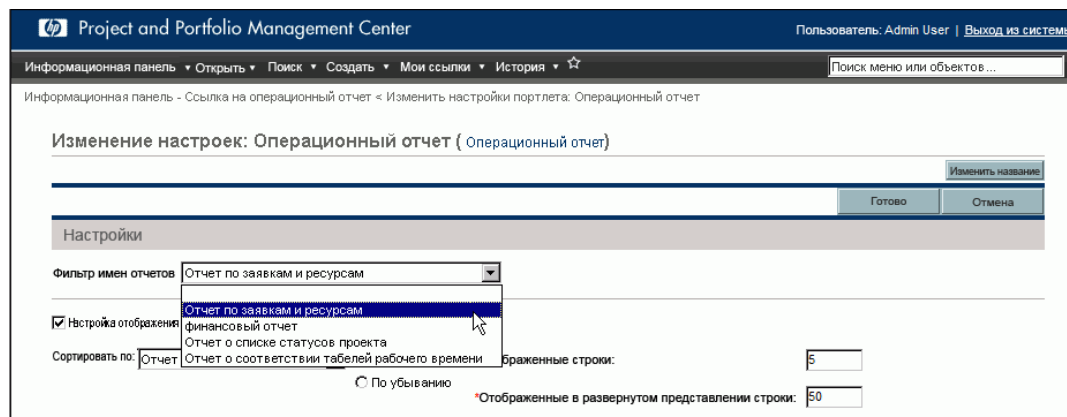 hp Project and Portfolio Management Center
Пользователь: Admin User | Выход из систем
Информационная панель Открыть Поиск Создать Мои ссылки История
Поиск меню или объектов...
Информационная панель - Ссылка на операционный отчет < Изменить настройки портлета: Операционный отчет
Изменение настроек: Операционный отчет ( Операционный отчет)
Изменить название
Готово Отмена
Настройки
Фильтр имен отчетов Отчет по заявкам и ресурсам
Отчет по заявкам и ресурсам
Настройка отображения финансовый отчет
Отчет о списке статусов проекта
Сортировать по: Отчет Отчет о соответствии табелей рабочего времени браженные строки: 5
По убыванию
*Отображенные в развернутом представлении строки: 50